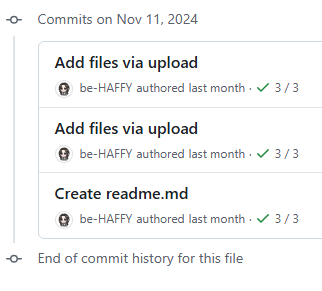 Commits on Nov 11, 2024
Add files via upload
be-HAFFY authored last month · ✓ 3 / 3
Add files via upload
be-HAFFY authored last month · ✓ 3 / 3
Create readme.md
be-HAFFY authored last month · ✓ 3 / 3
End of commit history for this file